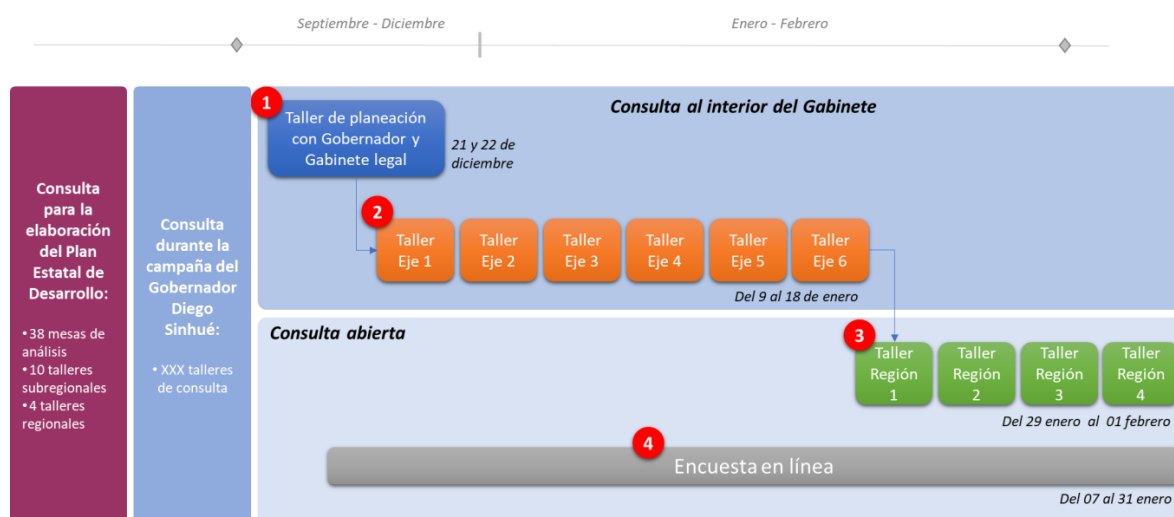 Septiembre - Diciembre
Enero - Febrero
Consulta
para la
elaboración
del Plan
Estatal de
Desarrollo:
• 38 mesas de
análisis
• 10 talleres
subregionales
• 4 talleres
regionales
Consulta
durante la
campaña del
Gobernador
Diego
Sinhué:
• XXX talleres
de consulta
Consulta al interior del Gabinete
1
Taller de planeación
con Gobernador y
Gabinete legal
21 y 22 de
diciembre
2
Taller
Eje 1
Taller
Eje 2
Taller
Eje 3
Taller
Eje 4
Taller
Eje 5
Taller
Eje 6
Del 9 al 18 de enero
Consulta abierta
3
Taller
Región
1
Taller
Región
2
Taller
Región
3
Taller
Región
4
Del 29 enero al 01 febrero
4
Encuesta en línea
Del 07 al 31 enero